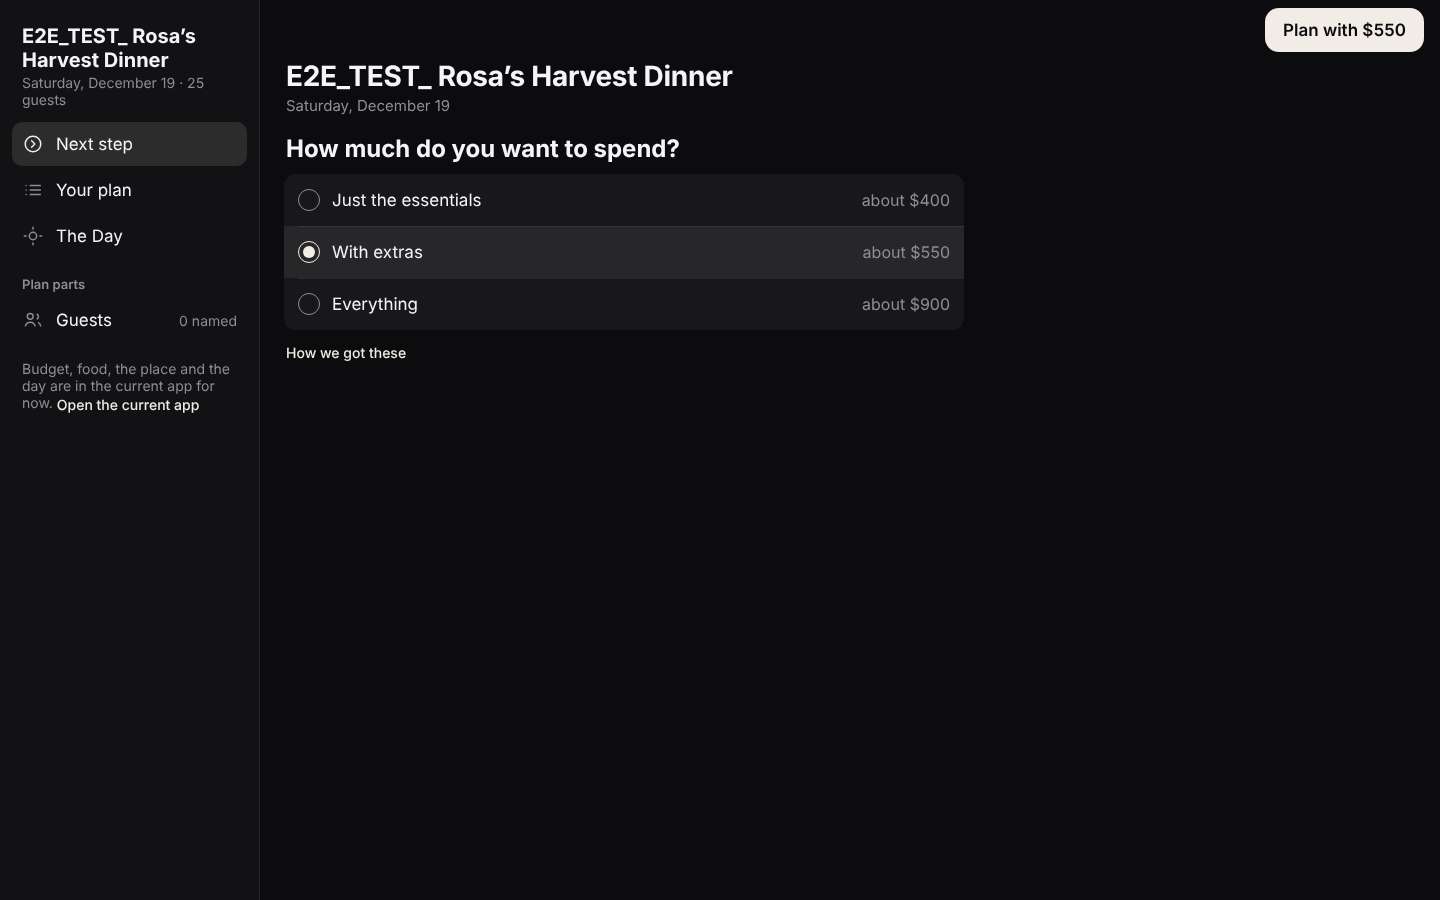 E2E_TEST_ Rosa’s
Harvest Dinner
Saturday, December 19 · 25
guests
Next step
Your plan
The Day
Plan parts
Guests 0 named
Budget, food, the place and the
day are in the current app for
now. Open the current app
Plan with $550
E2E_TEST_ Rosa’s Harvest Dinner
Saturday, December 19
How much do you want to spend?
Just the essentials about $400
With extras about $550
Everything about $900
How we got these